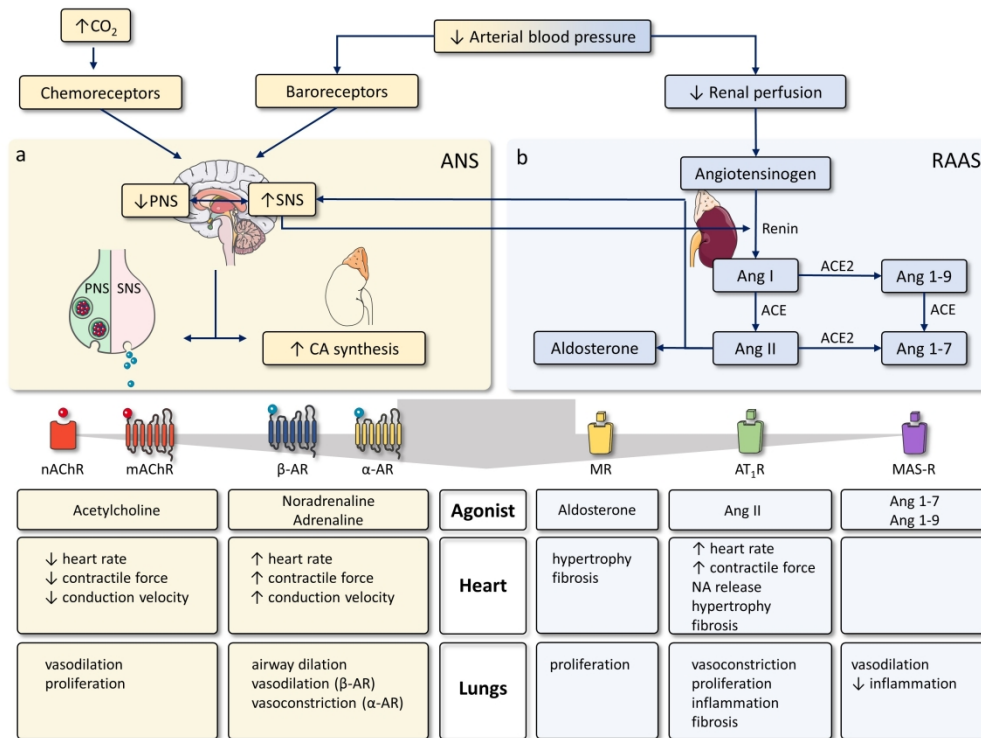 ↑CO₂
↓ Arterial blood pressure
Chemoreceptors
Baroreceptors
↓ Renal perfusion
a
ANS
b
RAAS
↓PNS
↑SNS
Angiotensinogen
Renin
PNS
SNS
Ang I
ACE2
Ang 1-9
ACE
ACE
↑ CA synthesis
Aldosterone
Ang II
ACE2
Ang 1-7
nAChR
mAChR
β-AR
α-AR
MR
AT₁R
MAS-R
Acetylcholine
Noradrenaline
Adrenaline
Agonist
Aldosterone
Ang II
Ang 1-7
Ang 1-9
↓ heart rate
↓ contractile force
↓ conduction velocity
↑ heart rate
↑ contractile force
↑ conduction velocity
Heart
hypertrophy
fibrosis
↑ heart rate
↑ contractile force
NA release
hypertrophy
fibrosis
vasodilation
proliferation
airway dilation
vasodilation (β-AR)
vasoconstriction (α-AR)
Lungs
proliferation
vasoconstriction
proliferation
inflammation
fibrosis
vasodilation
↓ inflammation